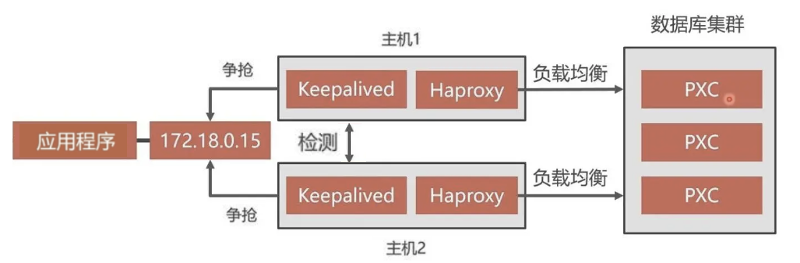 数据库集群
主机1
争抢
Keepalived
Haproxy
负载均衡
PXC
应用程序
172.18.0.15
检测
PXC
Keepalived
Haproxy
负载均衡
PXC
争抢
主机2